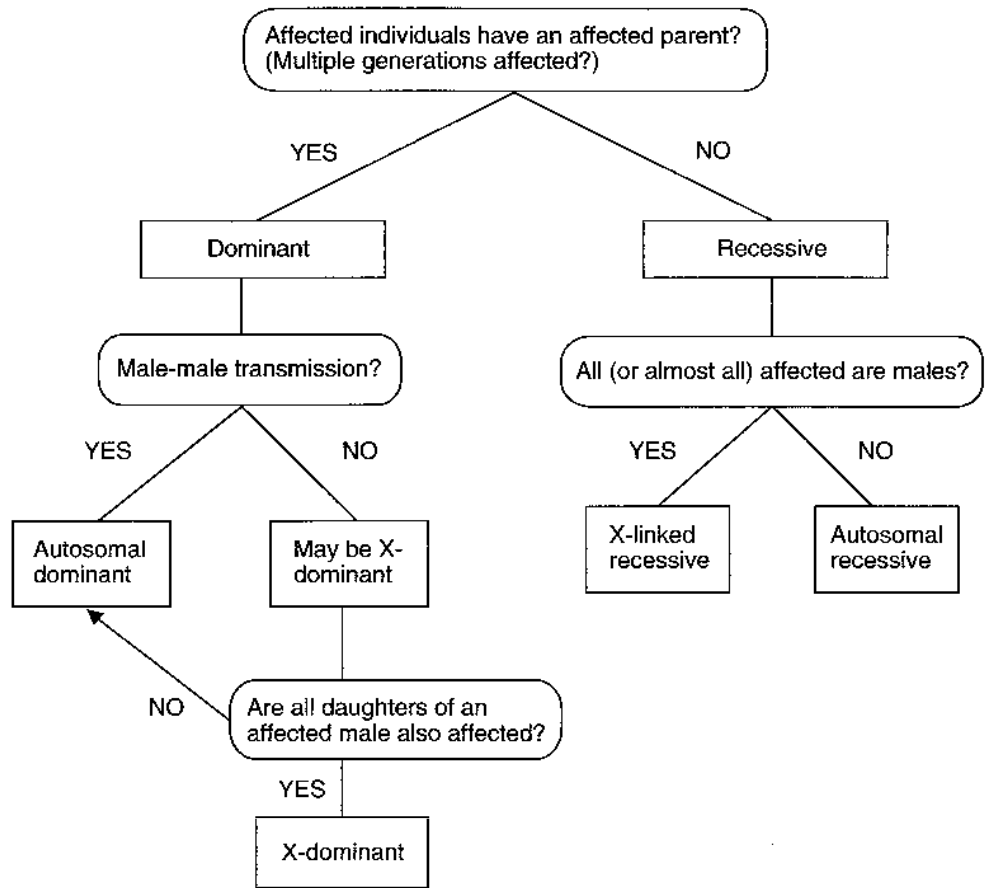 Affected individuals have an affected parent?
(Multiple generations affected?)
YES
NO
Dominant
Recessive
Male-male transmission?
All (or almost all) affected are males?
YES
NO
YES
NO
Autosomal
dominant
May be X-
dominant
X-linked
recessive
Autosomal
recessive
NO
Are all daughters of an
affected male also affected?
YES
X-dominant